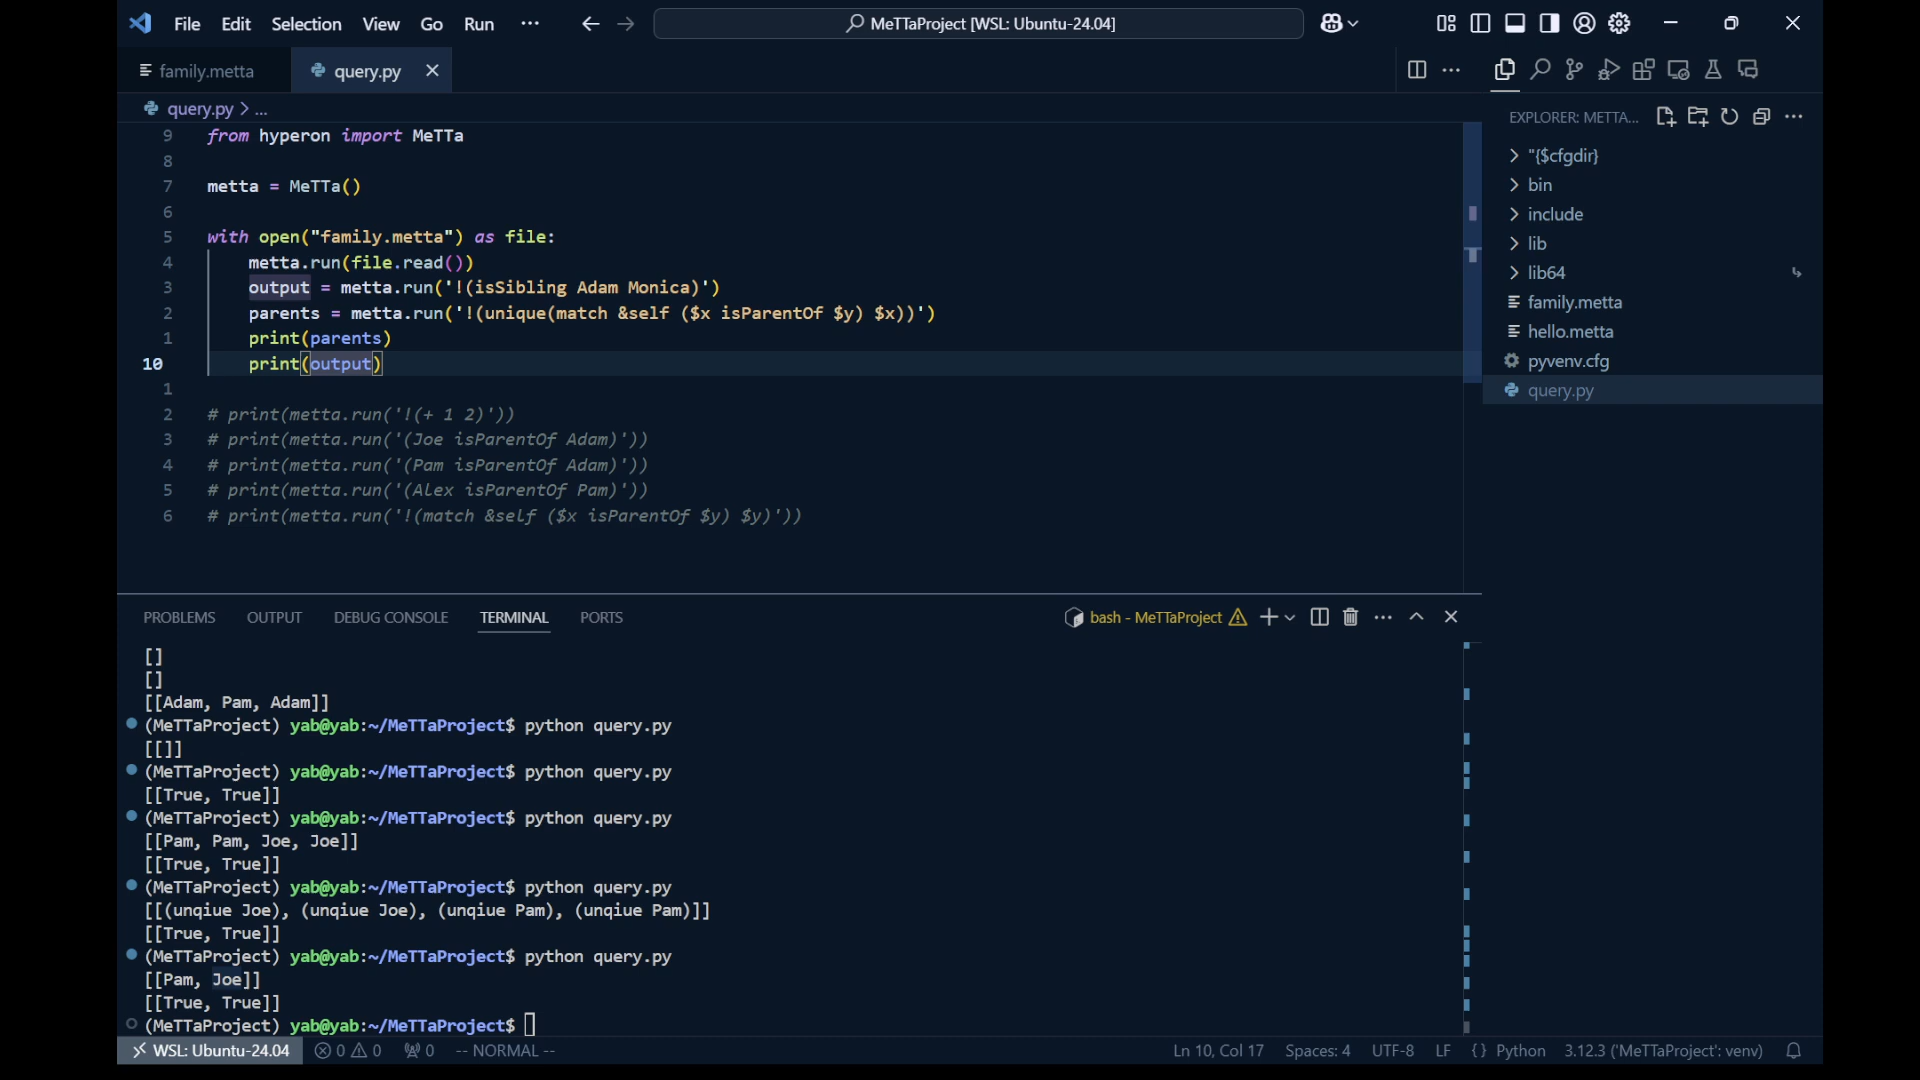 File Edit Selection View Go Run ... MeTTaProject [WSL: Ubuntu-24.04]
family.metta query.py
query.py > ...
9 from hyperon import MeTTa
8
7 metta = MeTTa()
6
5 with open("family.metta") as file:
4 metta.run(file.read())
3 output = metta.run('!(isSibling Adam Monica)')
2 parents = metta.run('!(unique(match &self ($x isParentOf $y) $x))')
1 print(parents)
10 print(output)
1
2 # print(metta.run('!(+ 1 2)'))
3 # print(metta.run('(Joe isParentOf Adam)'))
4 # print(metta.run('(Pam isParentOf Adam)'))
5 # print(metta.run('(Alex isParentOf Pam)'))
6 # print(metta.run('!(match &self ($x isParentOf $y) $y)'))
EXPLORER: METTA...
"{$cfgdir}
bin
include
lib
lib64
family.metta
hello.metta
pyvenv.cfg
query.py
PROBLEMS OUTPUT DEBUG CONSOLE TERMINAL PORTS bash - MeTTaProject
[]
[]
[[Adam, Pam, Adam]]
(MeTTaProject) yab@yab:~/MeTTaProject$ python query.py
[[]]
(MeTTaProject) yab@yab:~/MeTTaProject$ python query.py
[[True, True]]
(MeTTaProject) yab@yab:~/MeTTaProject$ python query.py
[[Pam, Pam, Joe, Joe]]
[[True, True]]
(MeTTaProject) yab@yab:~/MeTTaProject$ python query.py
[[(unqiue Joe), (unqiue Joe), (unqiue Pam), (unqiue Pam)]]
[[True, True]]
(MeTTaProject) yab@yab:~/MeTTaProject$ python query.py
[[Pam, Joe]]
[[True, True]]
(MeTTaProject) yab@yab:~/MeTTaProject$
WSL: Ubuntu-24.04 0 0 0 -- NORMAL -- Ln 10, Col 17 Spaces: 4 UTF-8 LF {} Python 3.12.3 ('MeTTaProject': venv)